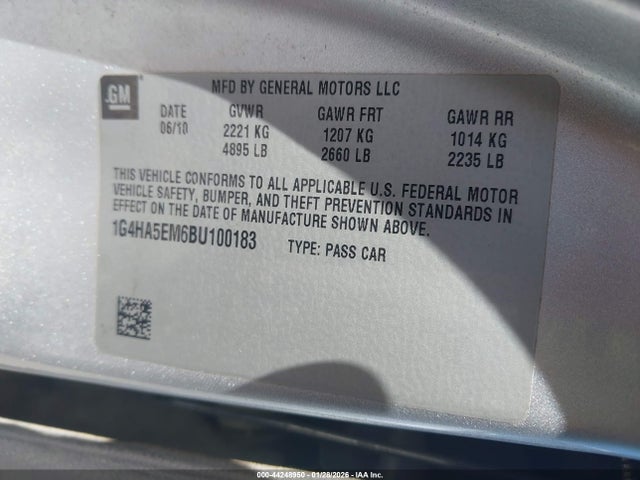 MFD BY GENERAL MOTORS LLC
GM
DATE GVWR GAWR FRT GAWR RR
06/10 2221 KG 1207 KG 1014 KG
4895 LB 2660 LB 2235 LB
THIS VEHICLE CONFORMS TO ALL APPLICABLE U.S. FEDERAL MOTOR
VEHICLE SAFETY, BUMPER, AND THEFT PREVENTION STANDARDS IN
EFFECT ON THE DATE OF MANUFACTURE SHOWN ABOVE.
1G4HA5EM6BU100183 TYPE: PASS CAR
000-44248950 - 01/28/2026 - IAA Inc.